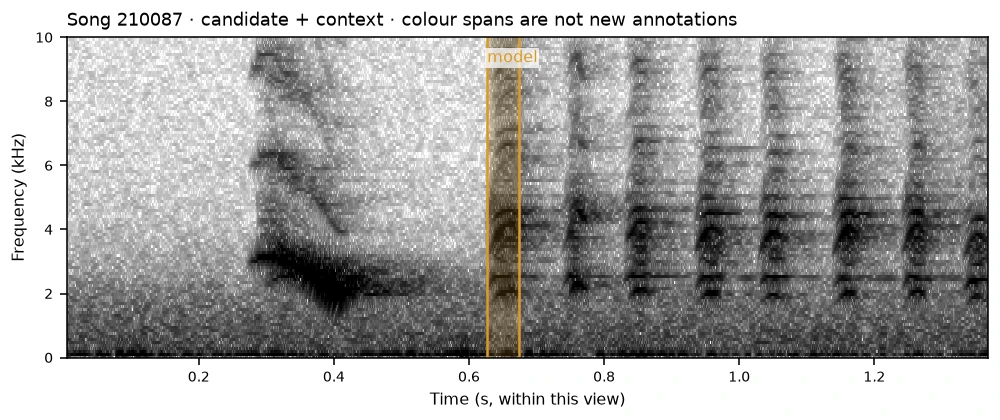 Song 210087 · candidate + context · colour spans are not new annotations
10
model
8
6
4
2
0
Frequency (kHz)
0.2 0.4 0.6 0.8 1.0 1.2
Time (s, within this view)